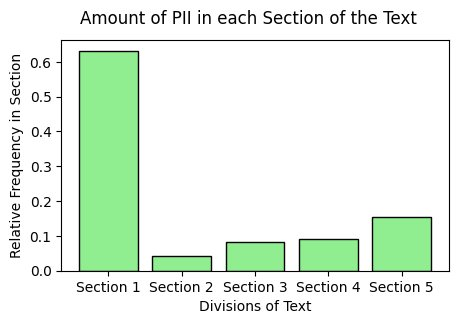 Amount of PII in each Section of the Text
Relative Frequency in Section
0.6
0.5
0.4
0.3
0.2
0.1
0.0
Section 1 Section 2 Section 3 Section 4 Section 5
Divisions of Text